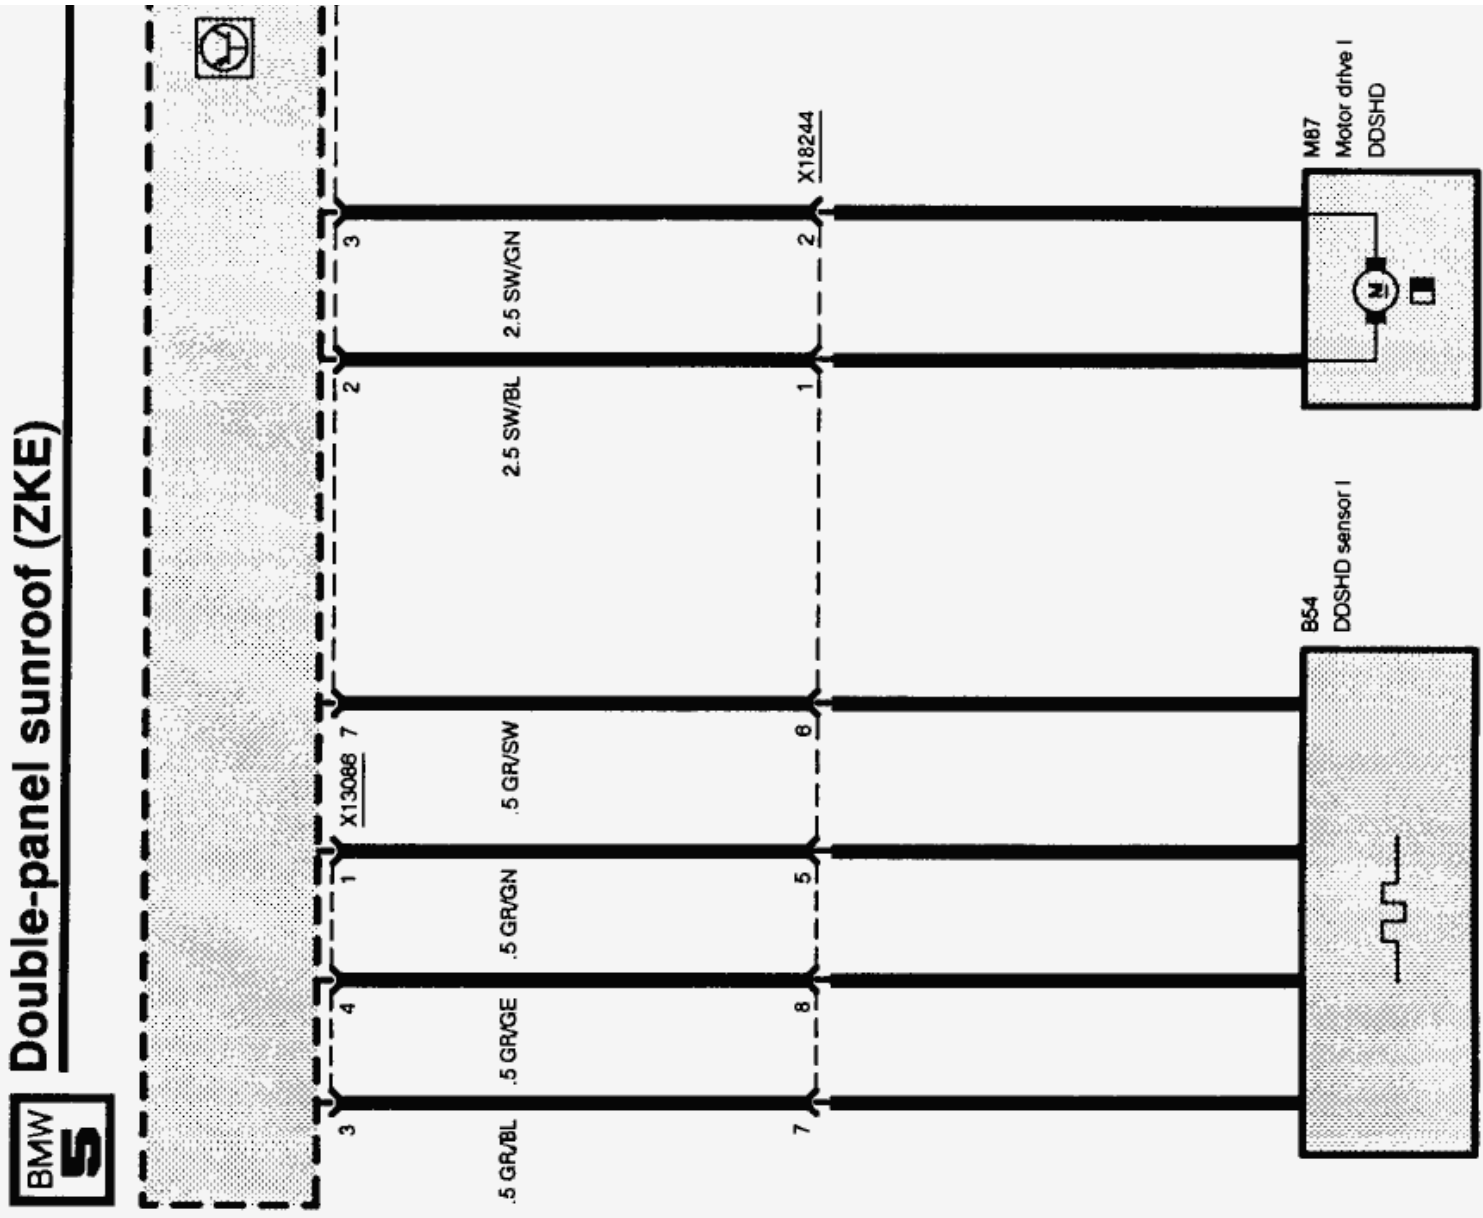 BMW
5
Double-panel sunroof (ZKE)
3
4
1
X13088
7
2
3
.5 GR/BL
.5 GR/GE
.5 GR/GN
.5 GR/SW
2.5 SW/BL
2.5 SW/GN
7
8
5
6
1
2
X18244
B54
DDSHD sensor I
M87
Motor drive I
DDSHD
M